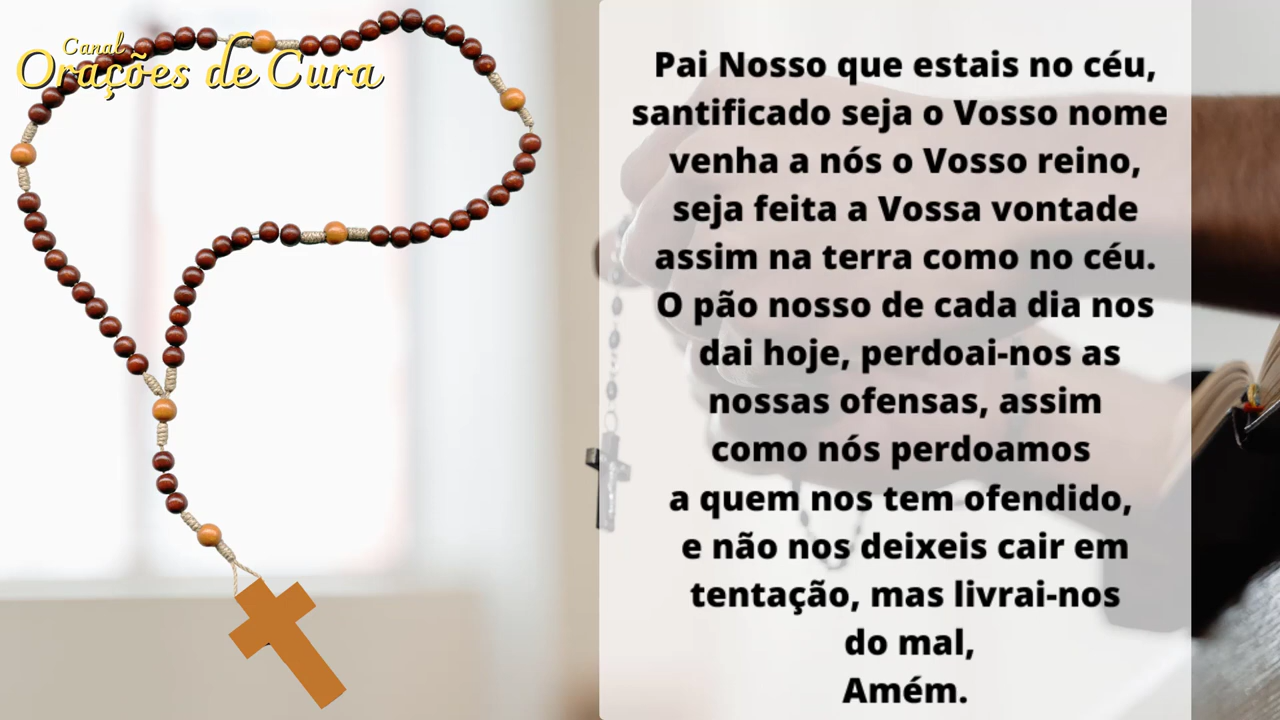 Canal
Orações de Cura
Pai Nosso que estais no céu,
santificado seja o Vosso nome
venha a nós o Vosso reino,
seja feita a Vossa vontade
assim na terra como no céu.
O pão nosso de cada dia nos
dai hoje, perdoai-nos as
nossas ofensas, assim
como nós perdoamos
a quem nos tem ofendido,
e não nos deixeis cair em
tentação, mas livrai-nos
do mal,
Amém.